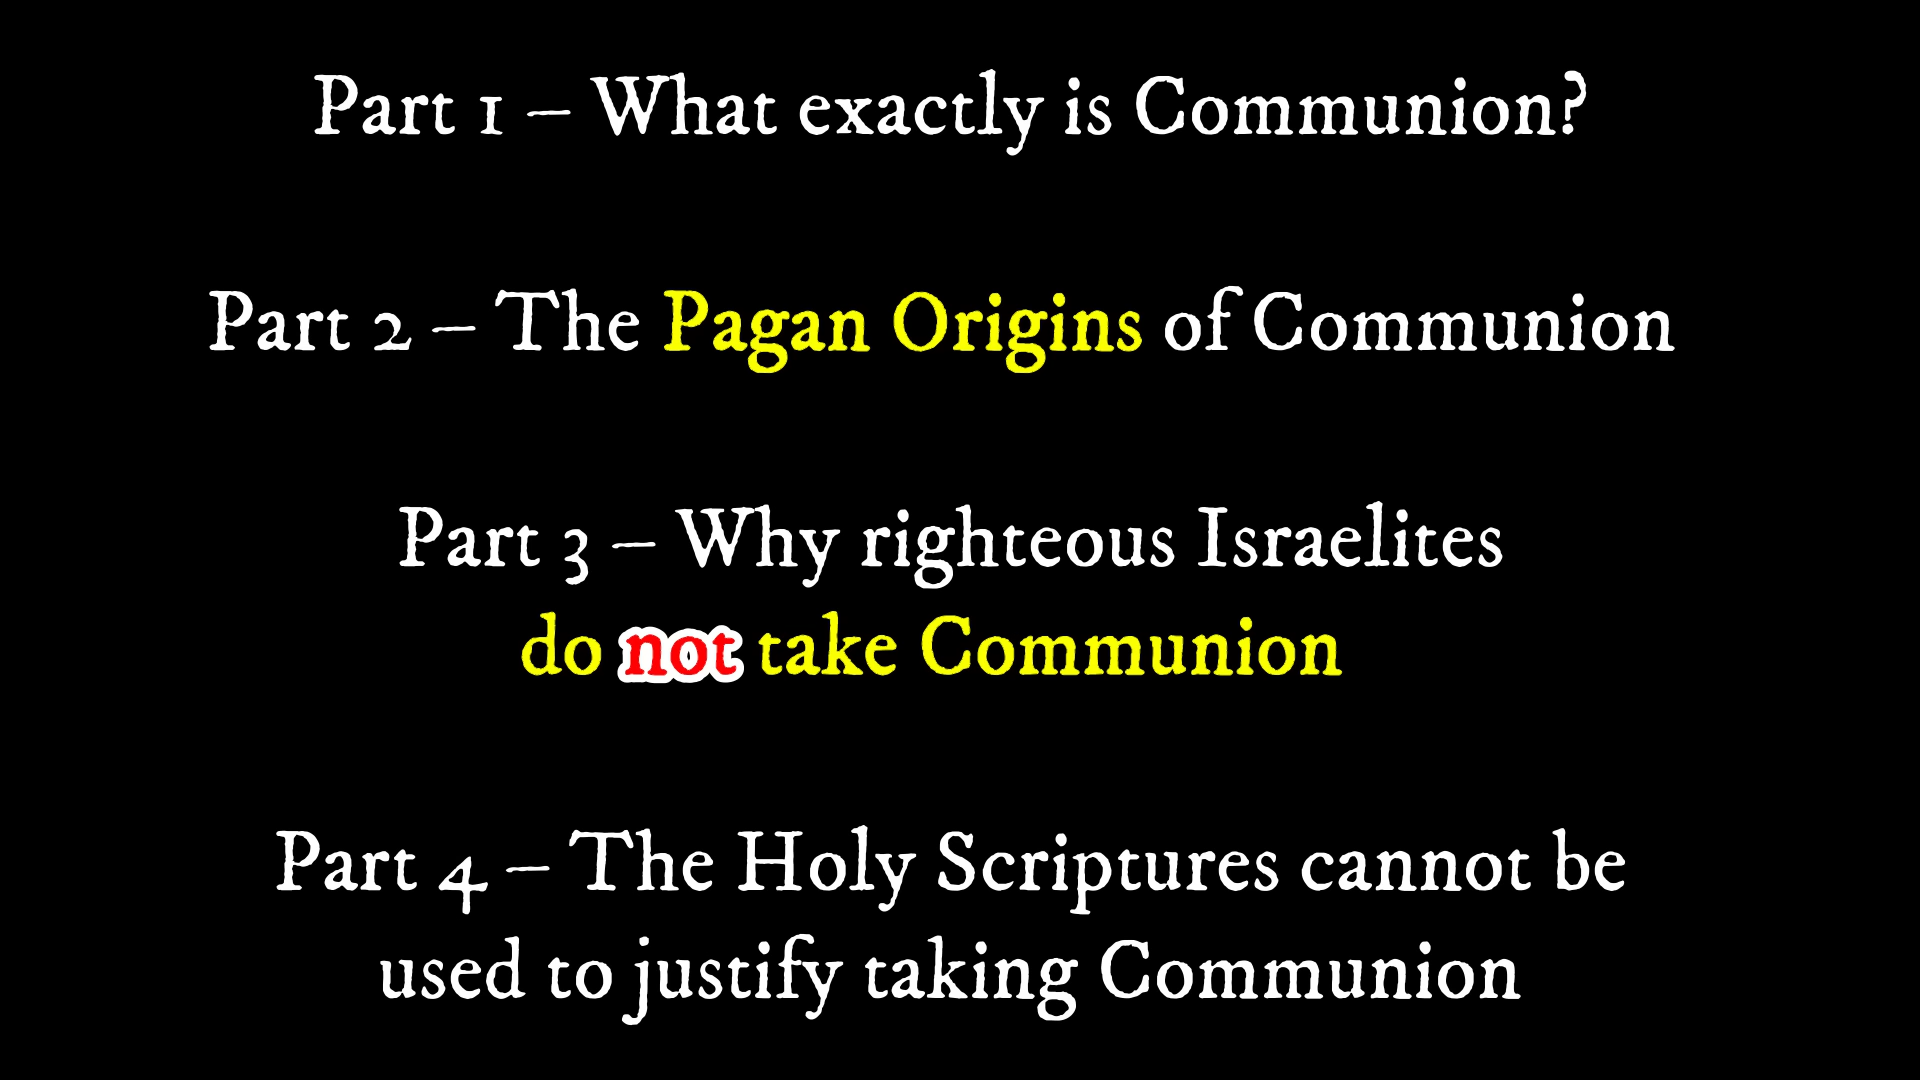 Part 1 – What exactly is Communion?
Part 2 – The Pagan Origins of Communion
Part 3 – Why righteous Israelites
do not take Communion
Part 4 – The Holy Scriptures cannot be
used to justify taking Communion